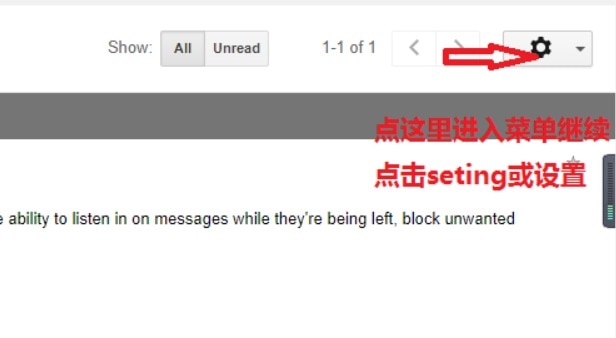 Show: All Unread 1-1 of 1
点这里进入菜单继续
点击seting或设置
ability to listen in on messages while they're being left, block unwanted